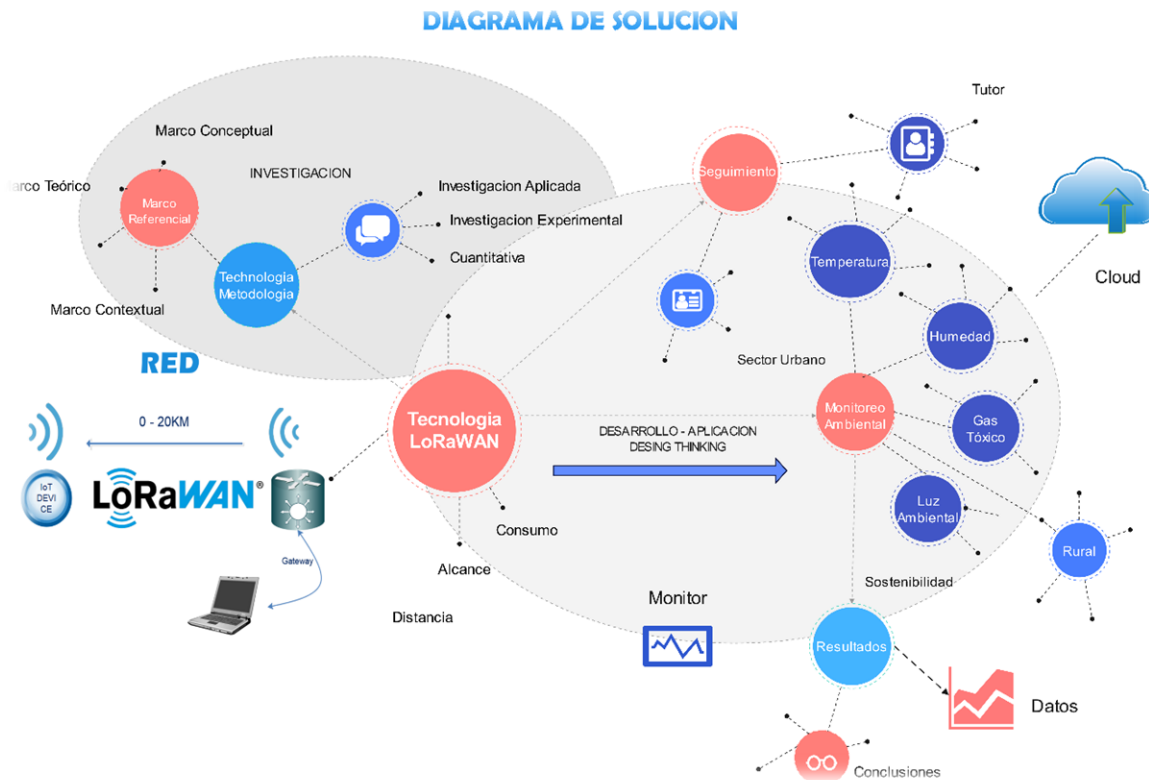 DIAGRAMA DE SOLUCION
Tutor
Marco Conceptual
INVESTIGACION
Seguimiento
Marco Teórico
Investigacion Aplicada
Marco
Referencial
Investigacion Experimental
Cuantitativa
Temperatura
Technologia
Metodologia
Cloud
Marco Contextual
Humedad
RED
Sector Urbano
Tecnologia
LoRaWAN
Monitoreo
Ambiental
Gas
Tóxico
0 - 20KM
DESARROLLO - APLICACION
DESING THINKING
IoT
DEVI
CE
LoRaWAN®
Luz
Ambiental
Consumo
Rural
Gateway
Alcance
Sostenibilidad
Distancia
Monitor
Resultados
Datos
Conclusiones